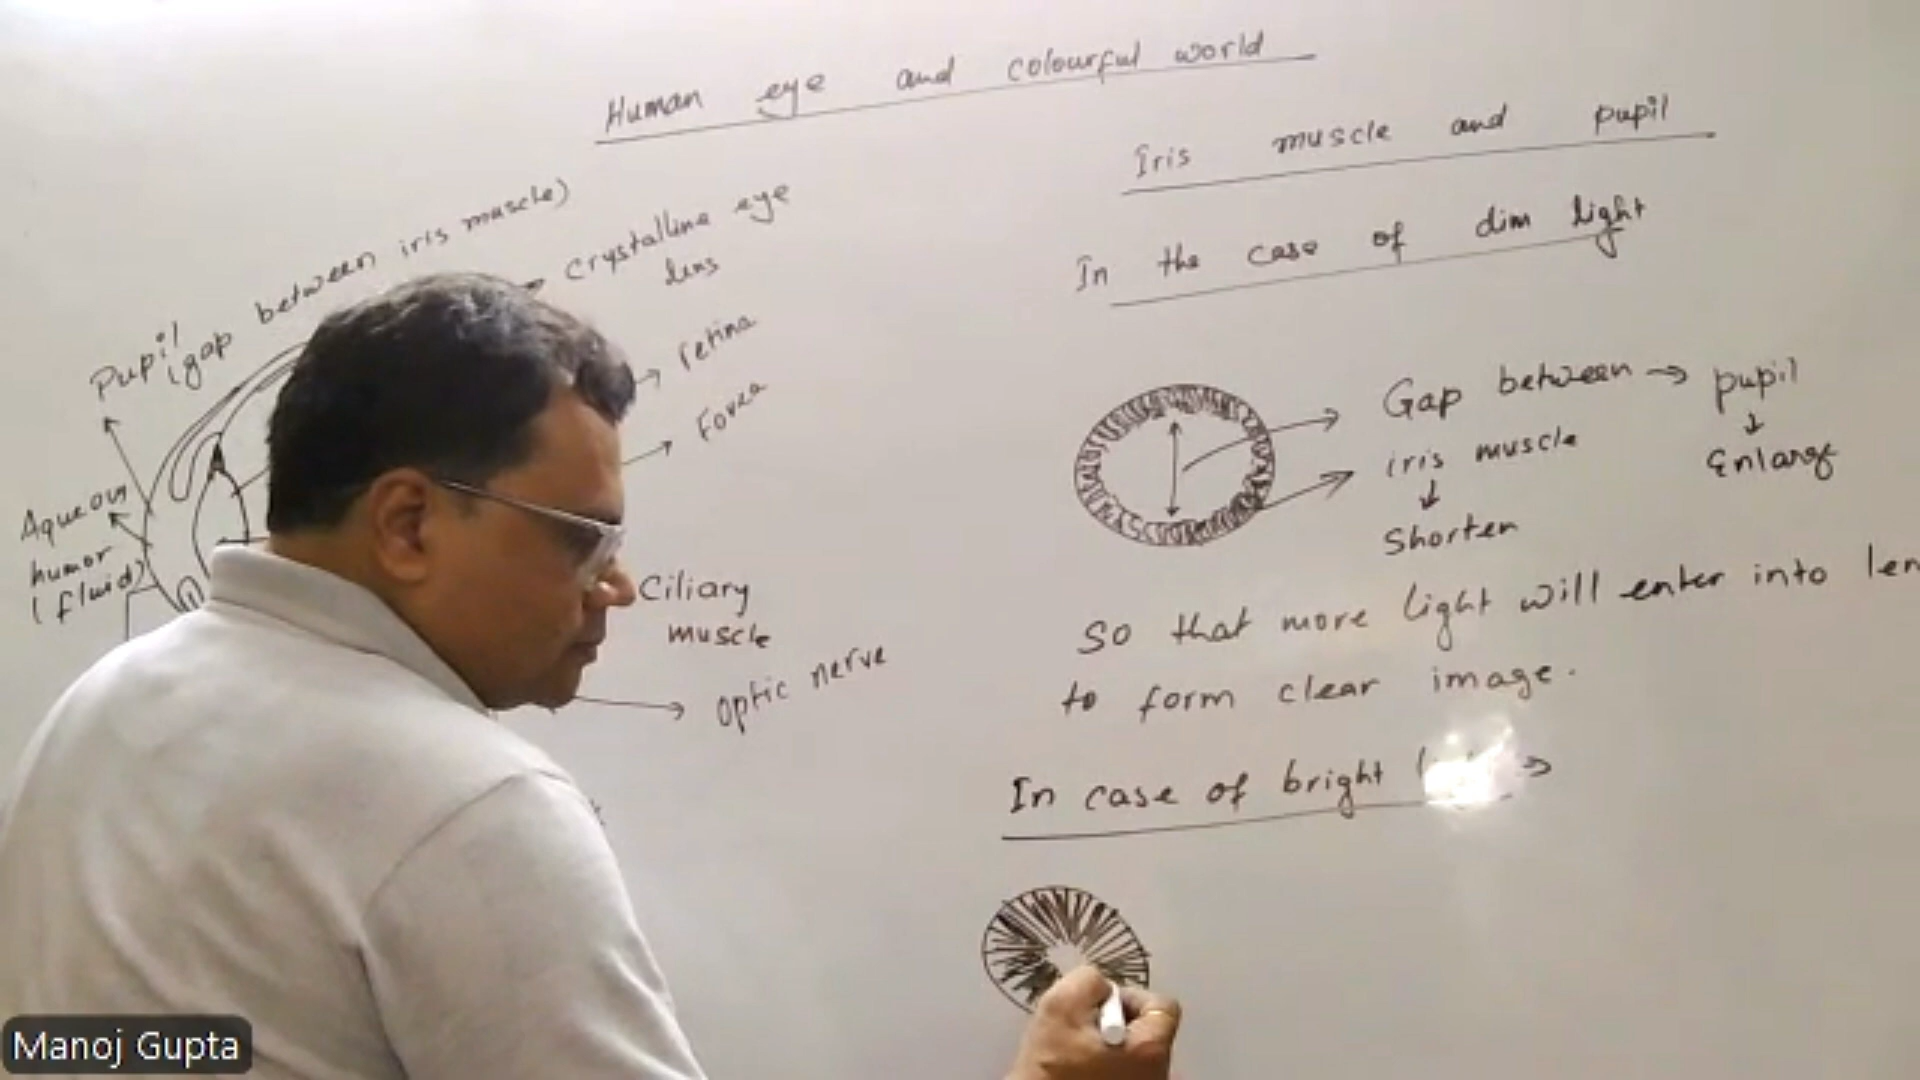 Human eye and colourful world
Pupil
(gap between iris muscle)
crystalline eye
lens
retina
Fovea
Aqueous
humor
(fluid)
Ciliary
muscle
optic nerve
Iris muscle and pupil
In the case of dim light
Gap between → pupil
iris muscle ↓
↓ Enlarge
Shorten
So that more light will enter into
to form clear image.
In case of bright →
Manoj Gupta